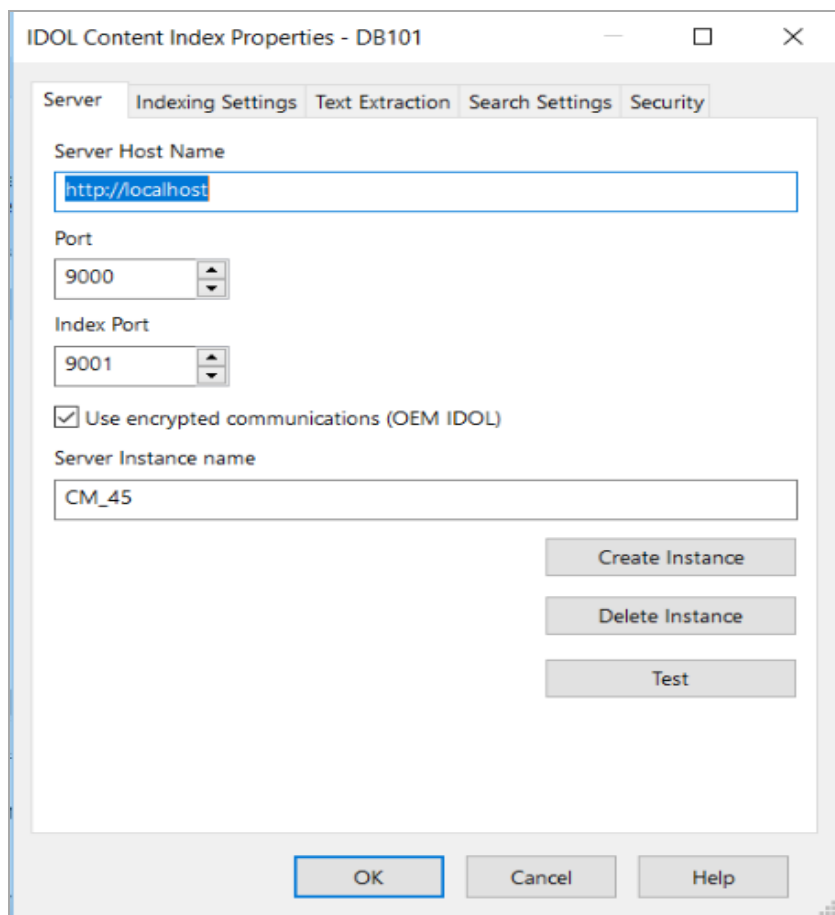 IDOL Content Index Properties - DB101
Server Indexing Settings Text Extraction Search Settings Security
Server Host Name
http://localhost
Port
9000
Index Port
9001
Use encrypted communications (OEM IDOL)
Server Instance name
CM_45
Create Instance
Delete Instance
Test
OK Cancel Help